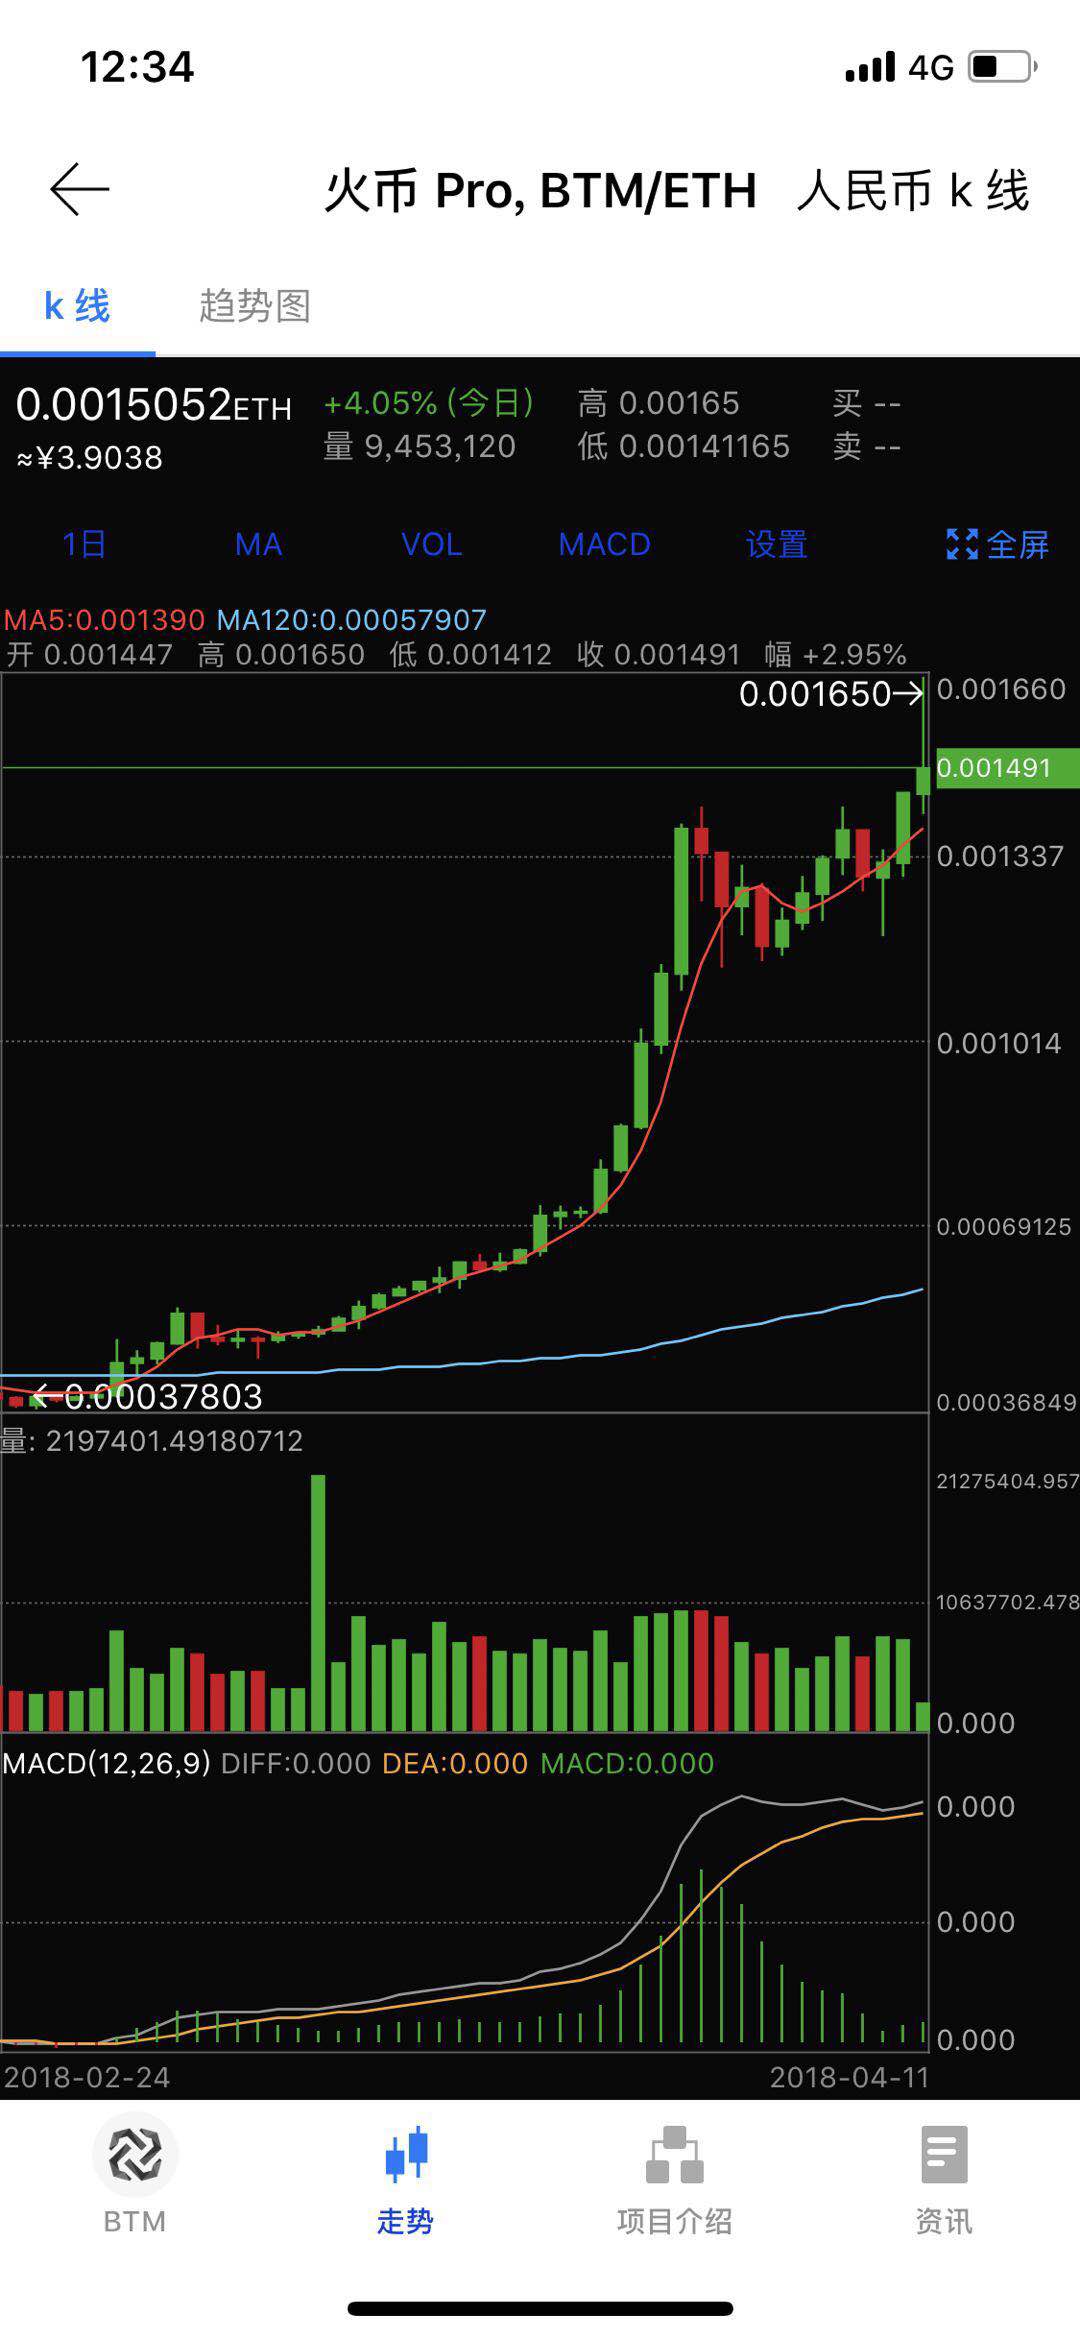 12:34 4G
火币 Pro, BTM/ETH 人民币 k 线
k 线 趋势图
0.0015052ETH +4.05% (今日) 高 0.00165 买 --
≈¥3.9038 量 9,453,120 低 0.00141165 卖 --
1日 MA VOL MACD 设置 全屏
MA5:0.001390 MA120:0.00057907
开 0.001447 高 0.001650 低 0.001412 收 0.001491 幅 +2.95%
0.001650→ 0.001660
0.001491
0.001337
0.001014
0.00069125
←0.00037803 0.00036849
量: 2197401.49180712
21275404.957
10637702.478
0.000
MACD(12,26,9) DIFF:0.000 DEA:0.000 MACD:0.000
0.000
0.000
0.000
2018-02-24 2018-04-11
BTM 走势 项目介绍 资讯